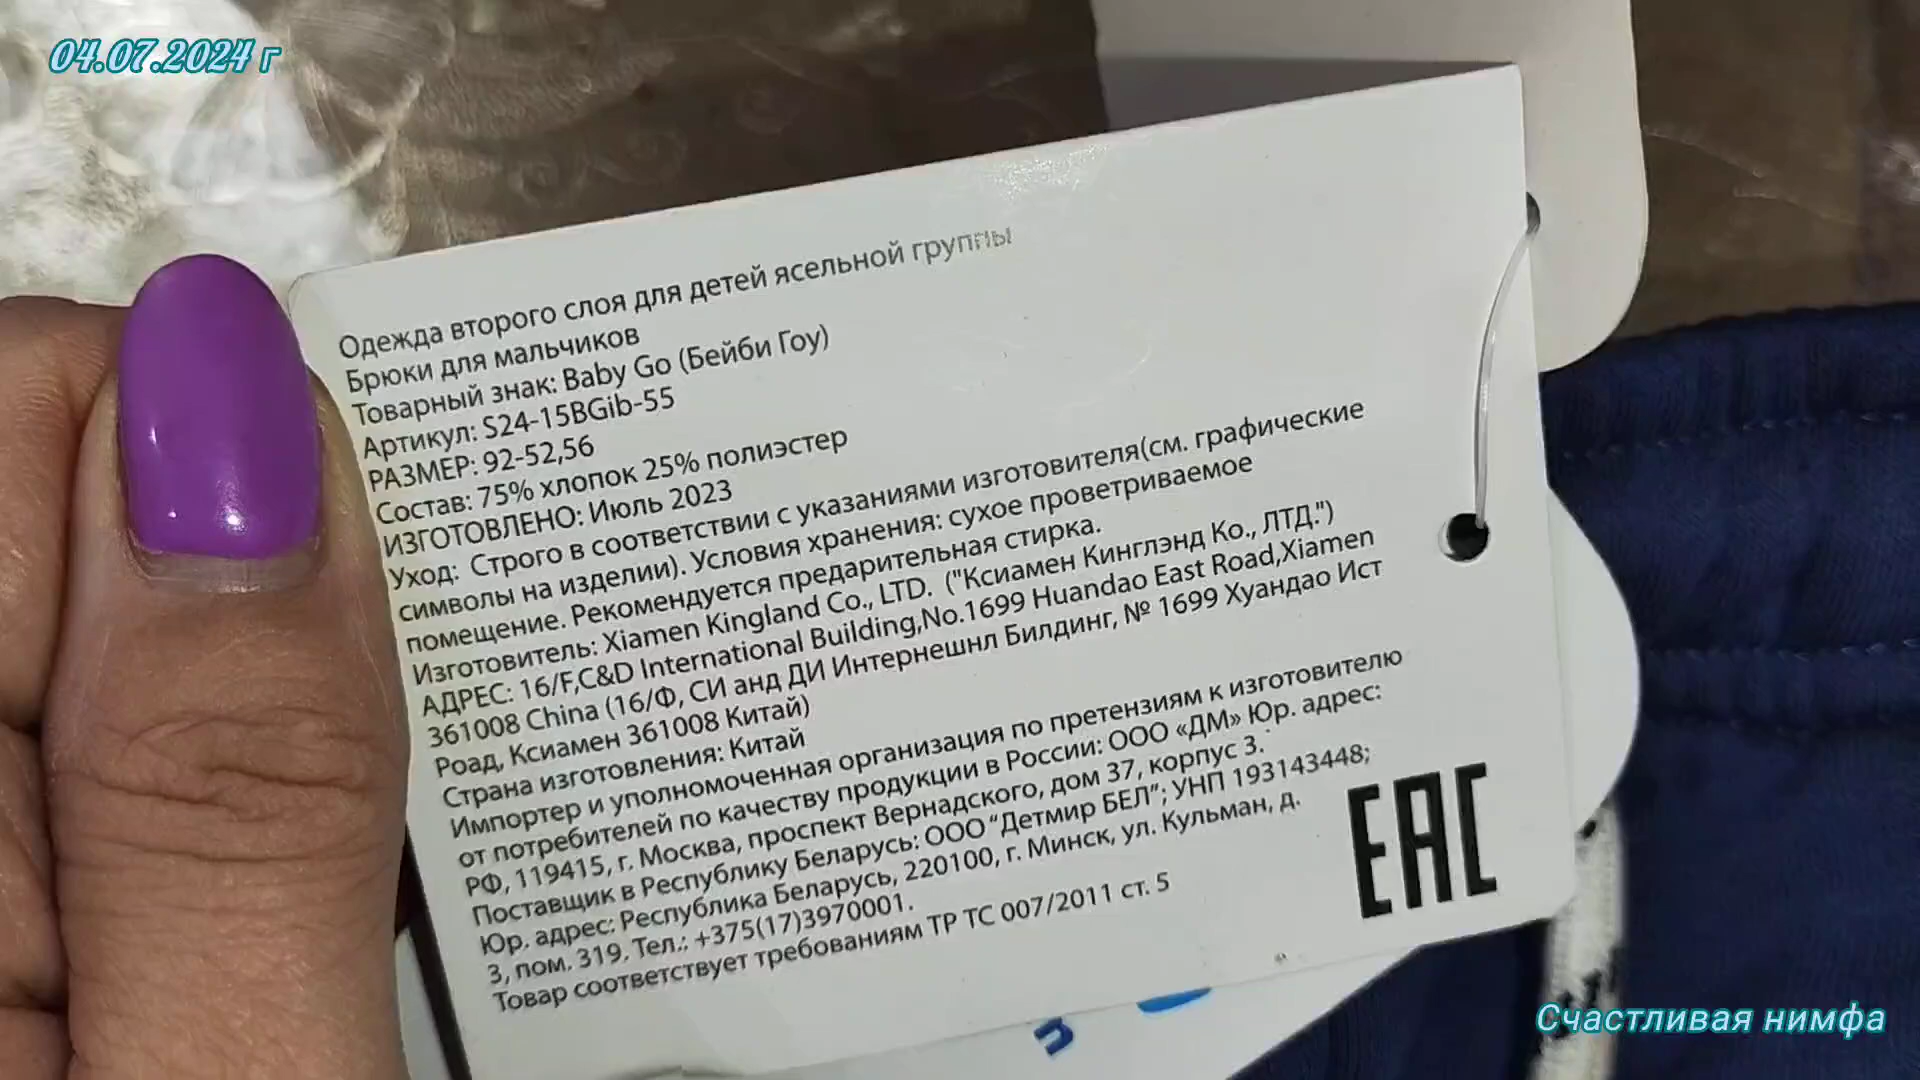 04.07.2024 г
Одежда второго слоя для детей ясельной группы
Брюки для мальчиков
Товарный знак: Baby Go (Бейби Гоу)
Артикул: S24-15BGib-55
РАЗМЕР: 92-52,56
Состав: 75% хлопок 25% полиэстер
ИЗГОТОВЛЕНО: Июль 2023
Уход: Строго в соответствии с указаниями изготовителя(см. графические
символы на изделии). Условия хранения: сухое проветриваемое
помещение. Рекомендуется предарительная стирка.
Изготовитель: Xiamen Kingland Co., LTD. ("Ксиамен Кинглэнд Ко., ЛТД.")
АДРЕС: 16/F,C&D International Building,No.1699 Huandao East Road,Xiamen
361008 China (16/Ф, СИ анд ДИ Интернешнл Билдинг, № 1699 Хуандао Ист
Роад, Ксиамен 361008 Китай)
Страна изготовления: Китай
Импортер и уполномоченная организация по претензиям к изготовителю
от потребителей по качеству продукции в России: ООО «ДМ» Юр. адрес:
РФ, 119415, г. Москва, проспект Вернадского, дом 37, корпус 3.
Поставщик в Республику Беларусь: ООО "Детмир БЕЛ"; УНП 193143448;
Юр. адрес: Республика Беларусь, 220100, г. Минск, ул. Кульман, д.
3, пом. 319. Тел.: +375(17)3970001.
Товар соответствует требованиям ТР ТС 007/2011 ст. 5
EAC
Счастливая нимфа